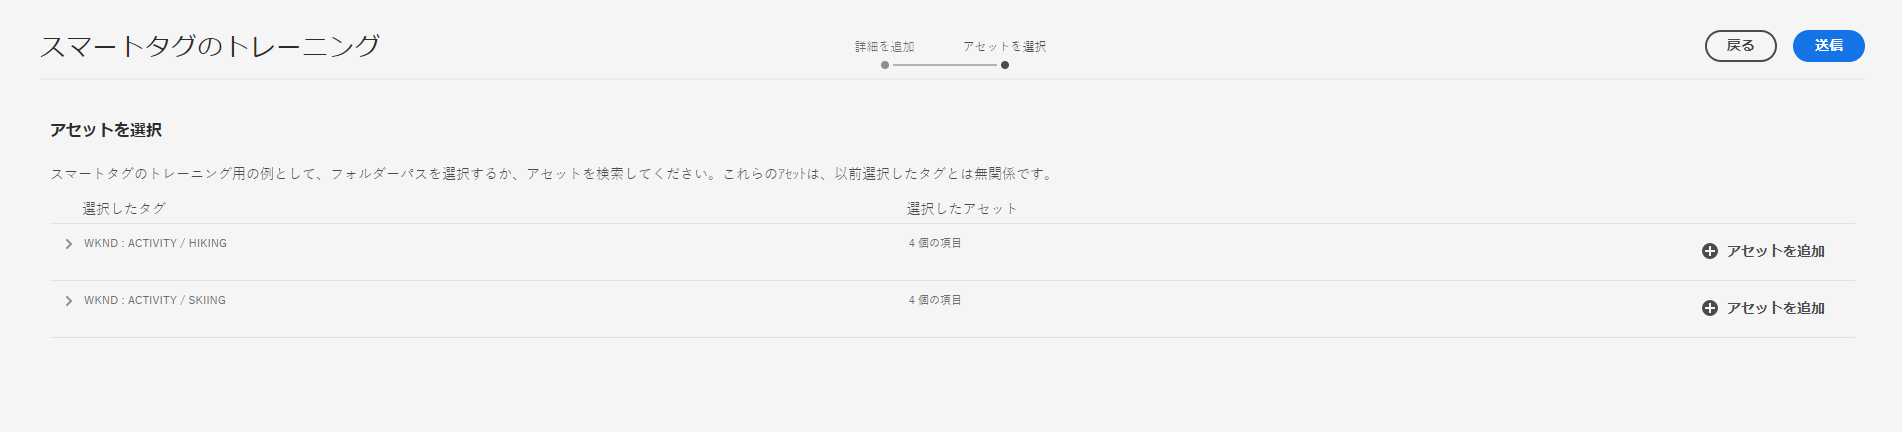 スマートタグのトレーニング
詳細を追加 アセットを選択
戻る 送信
アセットを選択
スマートタグのトレーニング用の例として、フォルダーパスを選択するか、アセットを検索してください。これらのｱｾｯﾄは、以前選択したタグとは無関係です。
選択したタグ 選択したアセット
WKND : ACTIVITY / HIKING 4 個の項目 アセットを追加
WKND : ACTIVITY / SKIING 4 個の項目 アセットを追加